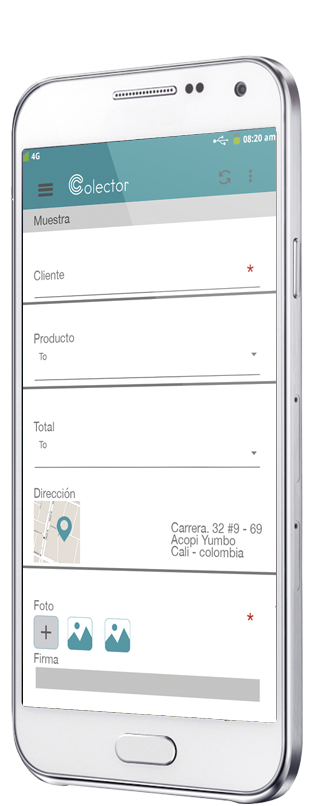 4G 08:20 am
Colector
Muestra
Cliente *
Producto
To
Total
To
Dirección
Carrera. 32 #9 - 69
Acopi Yumbo
Cali - colombia
Foto *
+
Firma